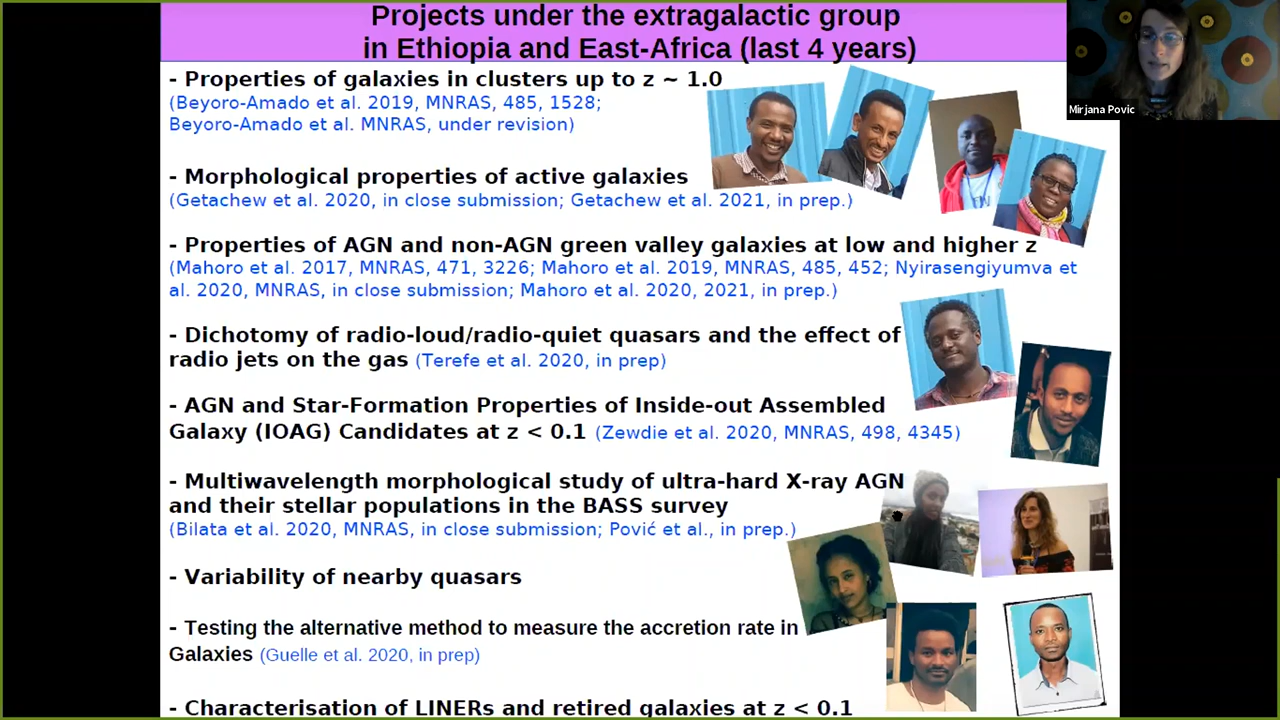 Projects under the extragalactic group
in Ethiopia and East-Africa (last 4 years)
Mirjana Povic
- Properties of galaxies in clusters up to z ~ 1.0
(Beyoro-Amado et al. 2019, MNRAS, 485, 1528;
Beyoro-Amado et al. MNRAS, under revision)
- Morphological properties of active galaxies
(Getachew et al. 2020, in close submission; Getachew et al. 2021, in prep.)
- Properties of AGN and non-AGN green valley galaxies at low and higher z
(Mahoro et al. 2017, MNRAS, 471, 3226; Mahoro et al. 2019, MNRAS, 485, 452; Nyirasengiyumva et
al. 2020, MNRAS, in close submission; Mahoro et al. 2020, 2021, in prep.)
- Dichotomy of radio-loud/radio-quiet quasars and the effect of
radio jets on the gas (Terefe et al. 2020, in prep)
- AGN and Star-Formation Properties of Inside-out Assembled
Galaxy (IOAG) Candidates at z < 0.1 (Zewdie et al. 2020, MNRAS, 498, 4345)
- Multiwavelength morphological study of ultra-hard X-ray AGN
and their stellar populations in the BASS survey
(Bilata et al. 2020, MNRAS, in close submission; Pović et al., in prep.)
- Variability of nearby quasars
- Testing the alternative method to measure the accretion rate in
Galaxies (Guelle et al. 2020, in prep)
- Characterisation of LINERs and retired galaxies at z < 0.1